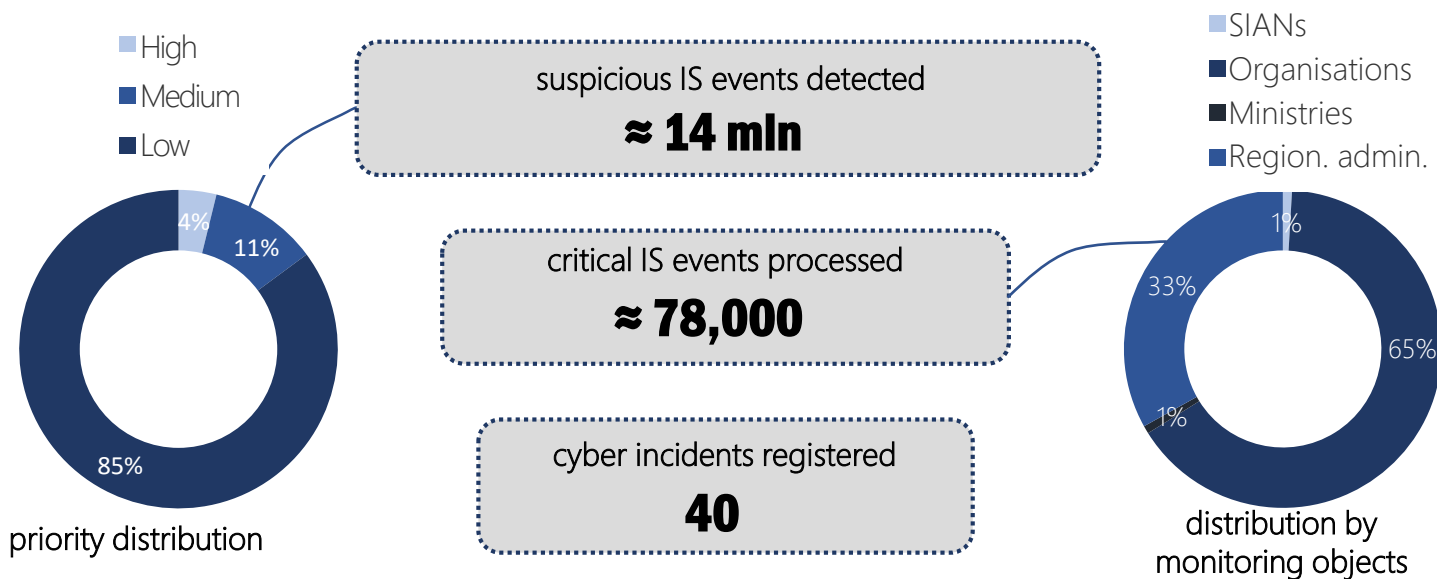 High
Medium
Low
4%
11%
85%
priority distribution
suspicious IS events detected
≈ 14 mln
critical IS events processed
≈ 78,000
cyber incidents registered
40
SIANs
Organisations
Ministries
Region. admin.
1%
33%
65%
1%
distribution by
monitoring objects